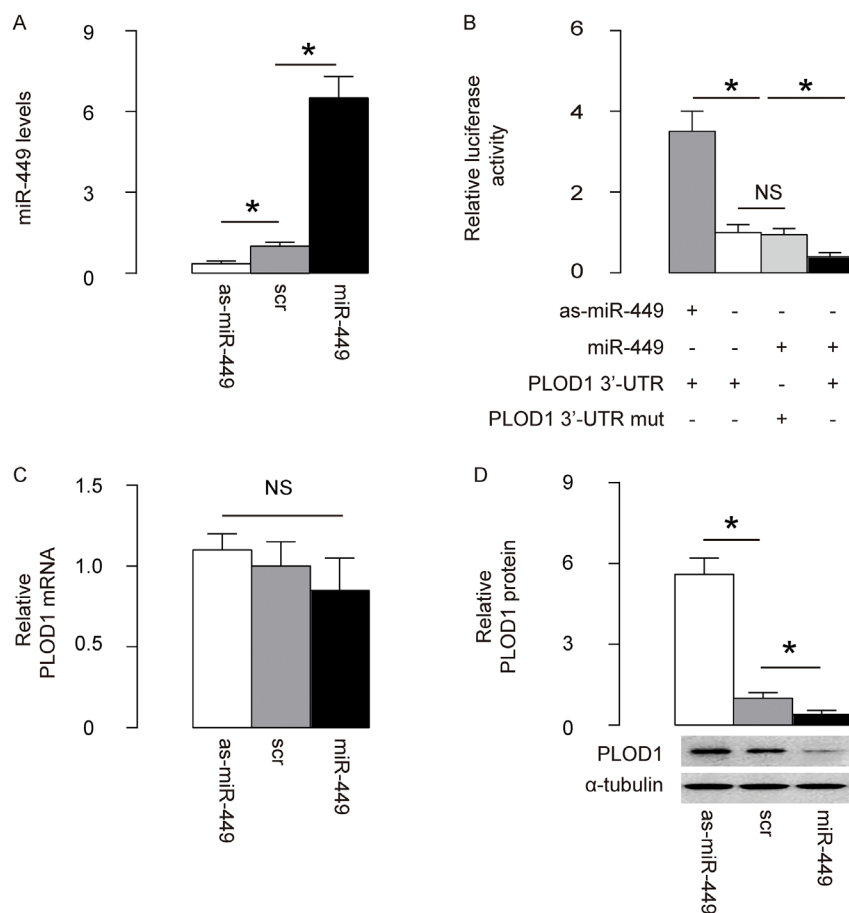 A
miR-449 levels
9
6
3
0
*
*
as-miR-449
scr
miR-449
B
Relative luciferase
activity
6
4
2
0
*
*
NS
as-miR-449 + - - -
miR-449 - - + +
PLOD1 3’-UTR + + - +
PLOD1 3’-UTR mut - - + -
C
Relative
PLOD1 mRNA
1.5
1.0
0.5
0
NS
as-miR-449
scr
miR-449
D
Relative
PLOD1 protein
9
6
3
0
*
*
PLOD1
α-tubulin
as-miR-449
scr
miR-449